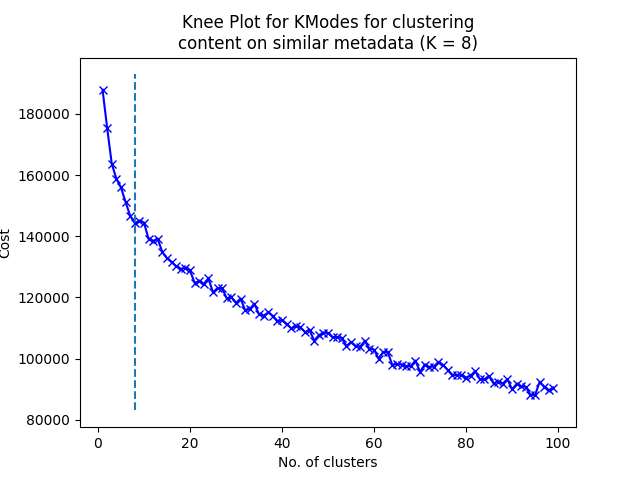 Knee Plot for KModes for clustering
content on similar metadata (K = 8)
180000
160000
140000
120000
100000
80000
Cost
0 20 40 60 80 100
No. of clusters